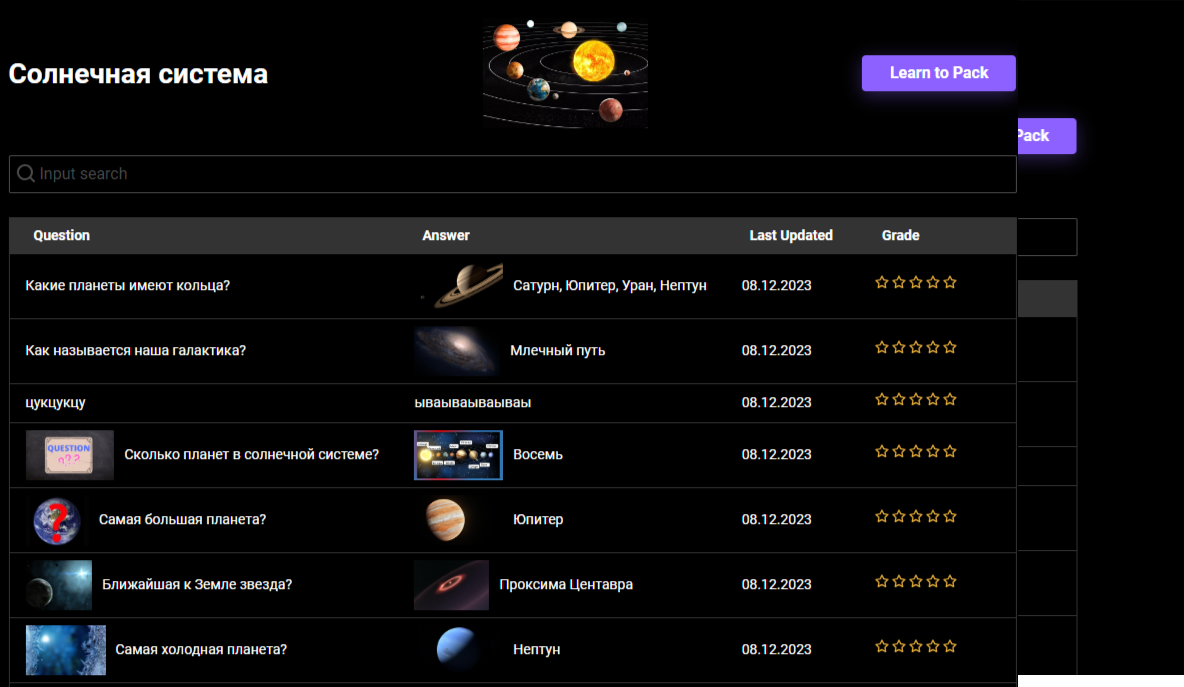 Солнечная система
Learn to Pack
Pack
Input search
Question Answer Last Updated Grade
Какие планеты имеют кольца? Сатурн, Юпитер, Уран, Нептун 08.12.2023
Как называется наша галактика? Млечный путь 08.12.2023
цукцукцу ываываываываы 08.12.2023
QUESTION
Сколько планет в солнечной системе? Восемь 08.12.2023
? Самая большая планета? Юпитер 08.12.2023
Ближайшая к Земле звезда? Проксима Центавра 08.12.2023
Самая холодная планета? Нептун 08.12.2023